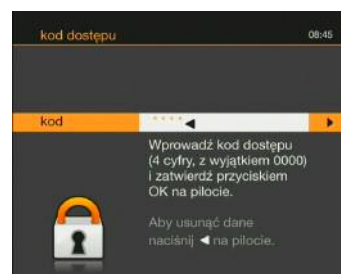 kod dostępu 08:45
kod ****◀ ▶
Wprowadź kod dostępu
(4 cyfry, z wyjątkiem 0000)
i zatwierdź przyciskiem
OK na pilocie.
Aby usunąć dane
naciśnij ◀ na pilocie.